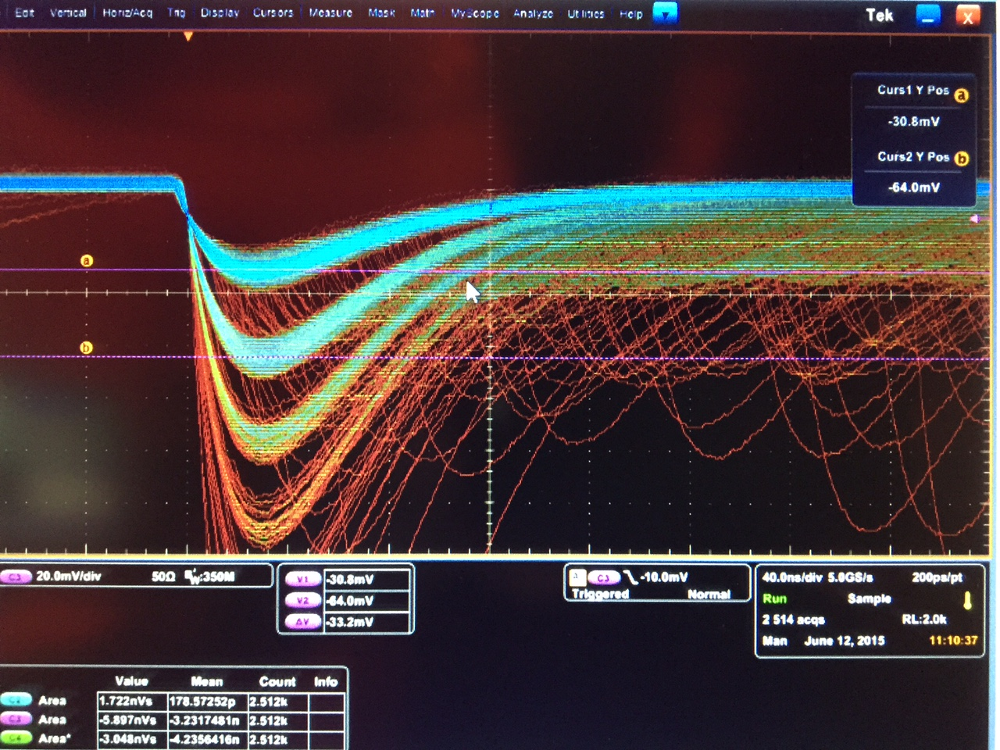 Edit Vertical Horiz/Acq Trig Display Cursors Measure Mask Math MyScope Analyze Utilities Help Tek X
Curs1 Y Pos a
-30.8mV
Curs2 Y Pos b
-64.0mV
a
b
C3 20.0mV/div 50Ω BW:350M
V1 -30.8mV
V2 -64.0mV
ΔV -33.2mV
A C3 -10.0mV
Triggered Normal
40.0ns/div 5.0GS/s 200ps/pt
Run Sample
2 514 acqs RL:2.0k
Man June 12, 2015 11:10:37
Value Mean Count Info
C2 Area 1.722nVs 178.57252p 2.512k
C3 Area -5.897nVs -3.2317481n 2.512k
C4 Area* -3.048nVs -4.2356416n 2.512k